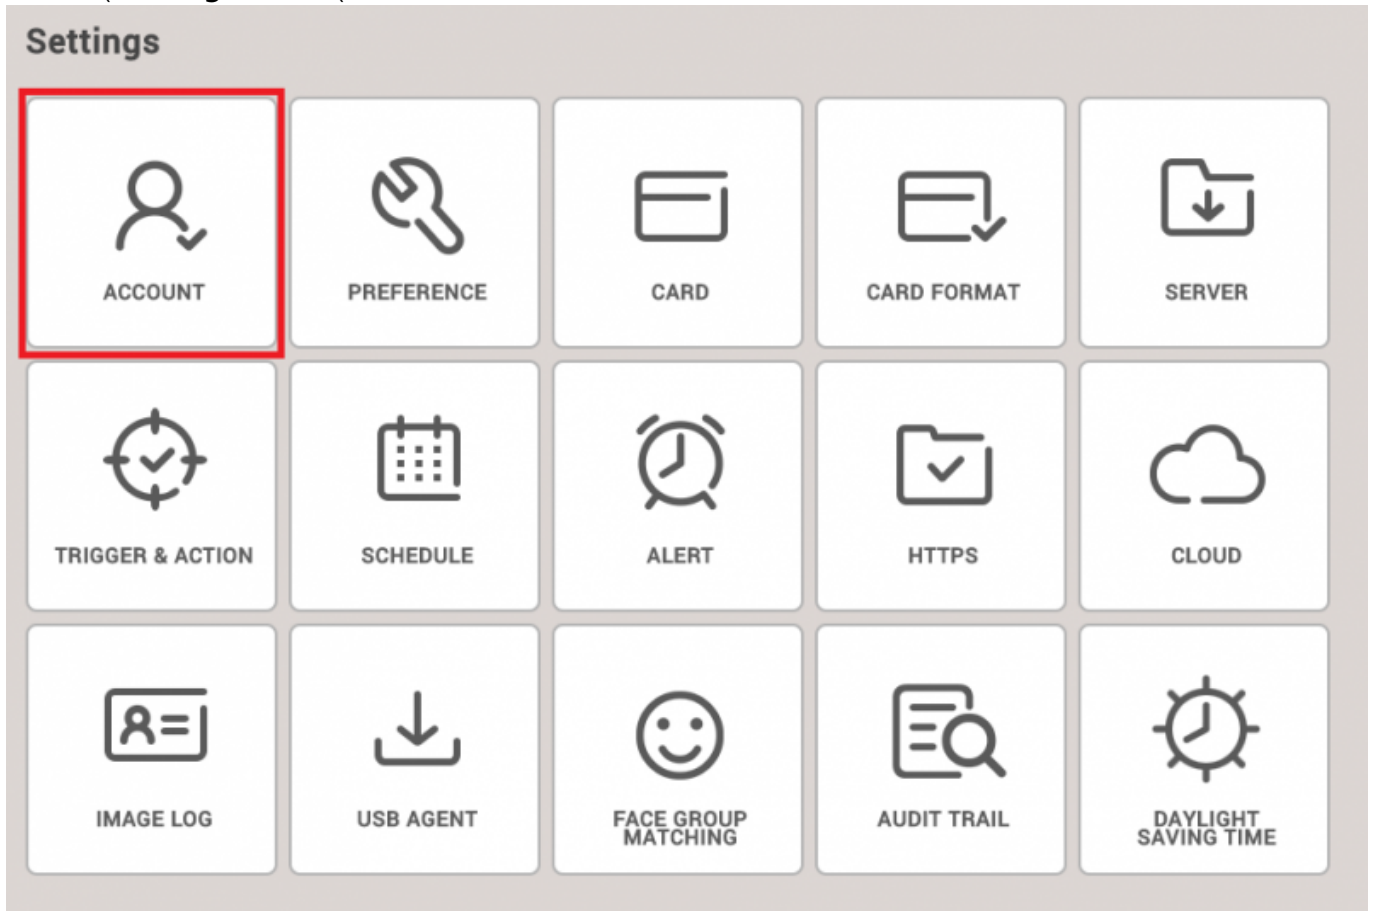 Settings
ACCOUNT
PREFERENCE
CARD
CARD FORMAT
SERVER
TRIGGER & ACTION
SCHEDULE
ALERT
HTTPS
CLOUD
IMAGE LOG
USB AGENT
FACE GROUP
MATCHING
AUDIT TRAIL
DAYLIGHT
SAVING TIME